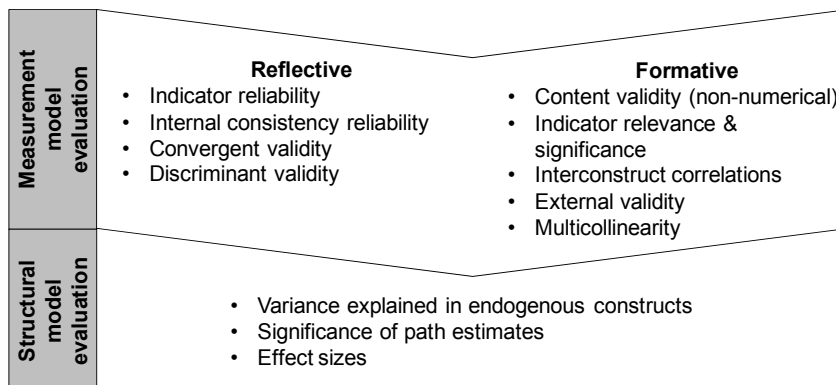 Measurement
model
evaluation
Reflective
• Indicator reliability
• Internal consistency reliability
• Convergent validity
• Discriminant validity
Formative
• Content validity (non-numerical)
• Indicator relevance &
significance
• Interconstruct correlations
• External validity
• Multicollinearity
Structural
model
evaluation
• Variance explained in endogenous constructs
• Significance of path estimates
• Effect sizes